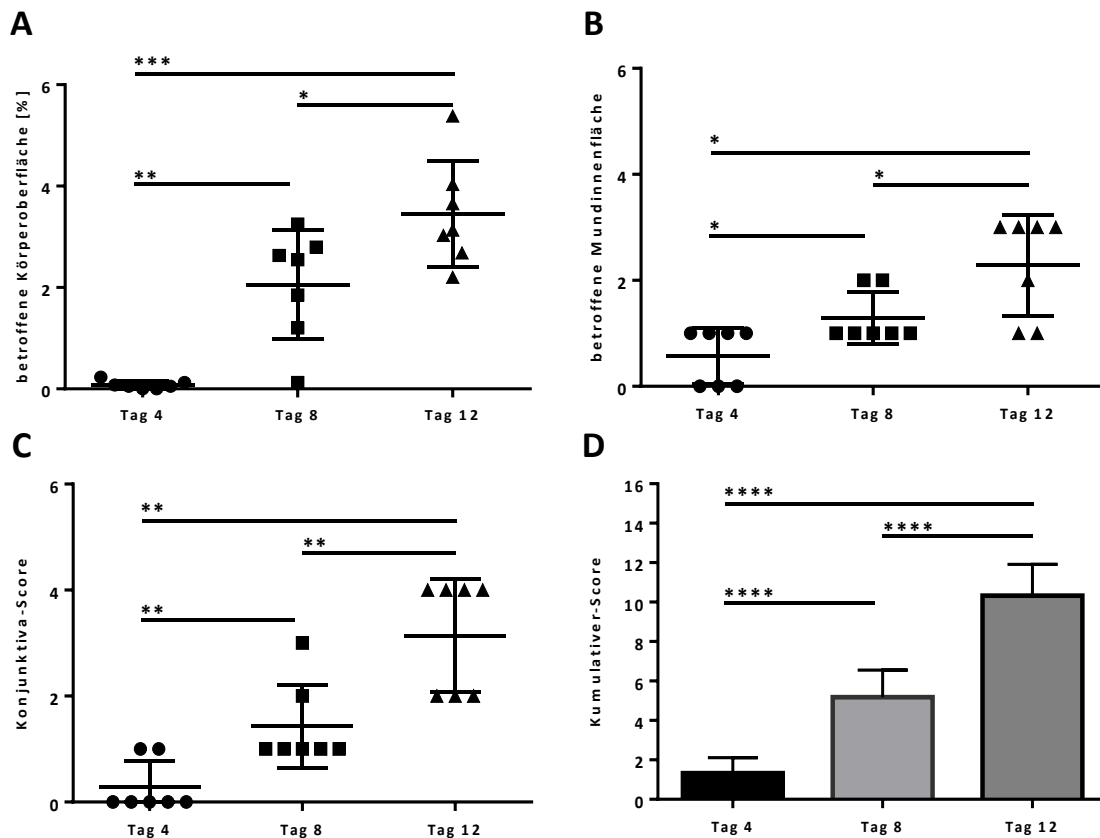 A
betroffene Körperoberfläche [%]
6
4
2
0
***
*
**
Tag 4 Tag 8 Tag 12
B
betroffene Mundinnenfläche
6
4
2
0
*
*
*
Tag 4 Tag 8 Tag 12
C
Konjunktiva-Score
6
4
2
0
**
**
**
Tag 4 Tag 8 Tag 12
D
Kumulativer-Score
16
14
12
10
8
6
4
2
0
****
****
****
Tag 4 Tag 8 Tag 12